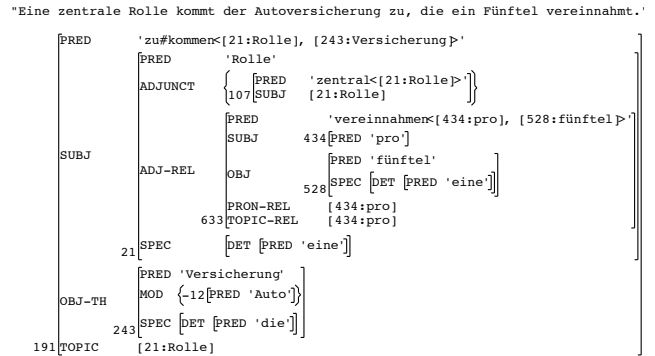 "Eine zentrale Rolle kommt der Autoversicherung zu, die ein Fünftel vereinnahmt."
PRED 'zu#kommen<[21:Rolle], [243:Versicherung]>'
PRED 'Rolle'
ADJUNCT
PRED 'zentral<[21:Rolle]>'
107 SUBJ [21:Rolle]
PRED 'vereinnahmen<[434:pro], [528:fünftel]>'
SUBJ 434[PRED 'pro']
SUBJ
ADJ-REL
OBJ
PRED 'fünftel'
528 SPEC [DET [PRED 'eine']]
PRON-REL [434:pro]
633 TOPIC-REL [434:pro]
21 SPEC [DET [PRED 'eine']]
OBJ-TH
PRED 'Versicherung'
MOD {-12[PRED 'Auto']}
243 SPEC [DET [PRED 'die']]
191 TOPIC [21:Rolle]